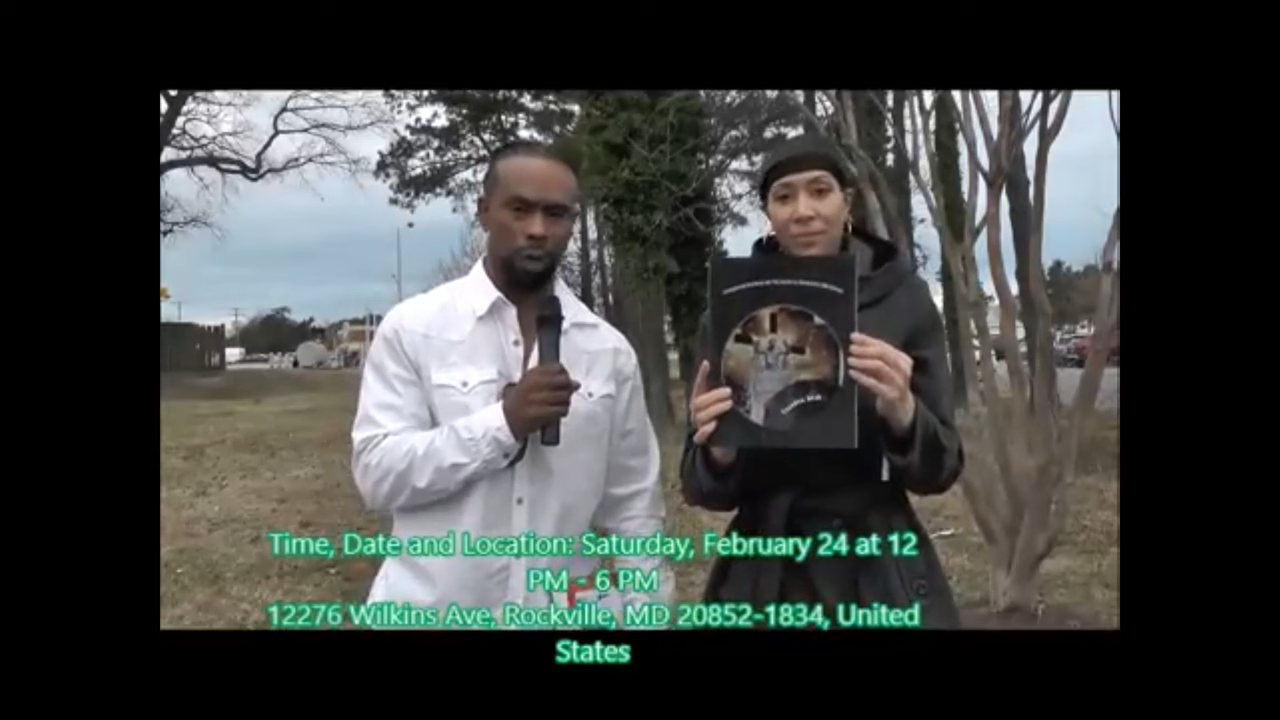 Time, Date and Location: Saturday, February 24 at 12
PM - 6 PM
12276 Wilkins Ave, Rockville, MD 20852-1834, United
States